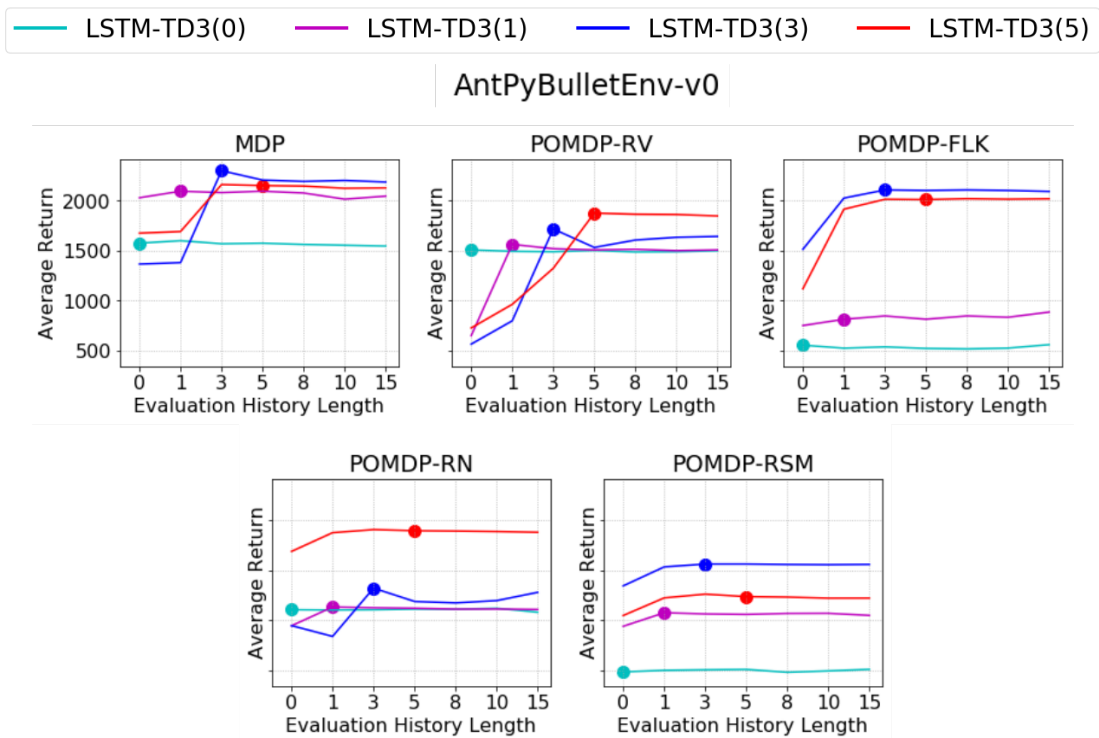 LSTM-TD3(0) LSTM-TD3(1) LSTM-TD3(3) LSTM-TD3(5)
AntPyBulletEnv-v0
MDP POMDP-RV POMDP-FLK
Average Return
2000
1500
1000
500
Average Return
Average Return
0 1 3 5 8 10 15 0 1 3 5 8 10 15 0 1 3 5 8 10 15
Evaluation History Length Evaluation History Length Evaluation History Length
POMDP-RN POMDP-RSM
Average Return
Average Return
0 1 3 5 8 10 15 0 1 3 5 8 10 15
Evaluation History Length Evaluation History Length